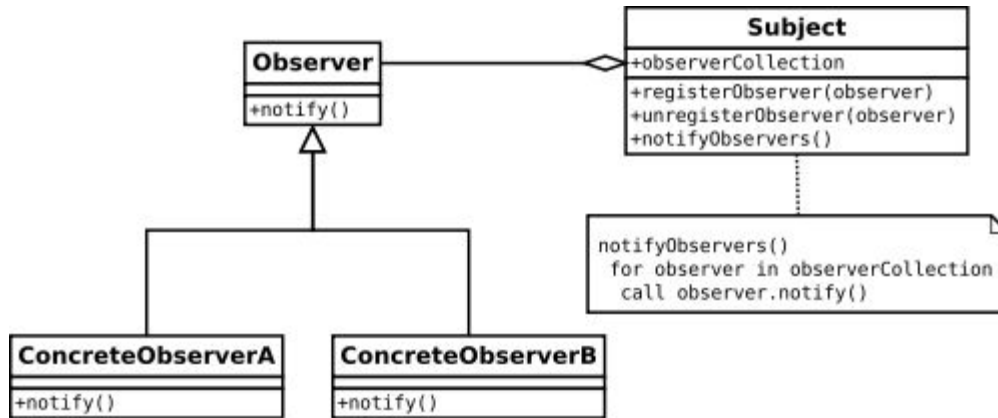 Subject
+observerCollection
+registerObserver(observer)
+unregisterObserver(observer)
+notifyObservers()
Observer
+notify()
notifyObservers()
for observer in observerCollection
call observer.notify()
ConcreteObserverA
+notify()
ConcreteObserverB
+notify()